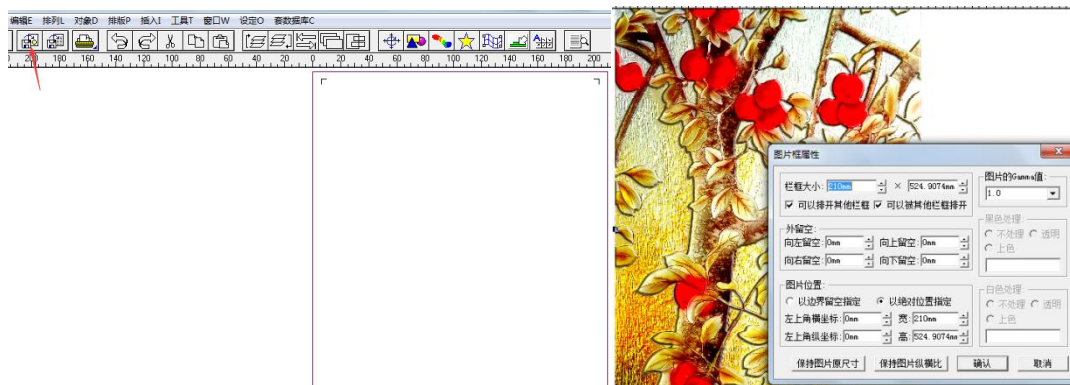 编辑E 排列L 对象D 排版P 插入I 工具T 窗口W 设定O 套数据库C
200 180 160 140 120 100 80 60 40 20 0 20 40 60 80 100 120 140 160 180 200
图片框属性
栏框大小: 210mm × 524.9074mm
可以排开其他栏框 可以被其他栏框排开
外留空:
向左留空: 0mm 向上留空: 0mm
向右留空: 0mm 向下留空: 0mm
图片位置:
以边界留空指定 以绝对位置指定
左上角横坐标: 0mm 宽: 210mm
左上角纵坐标: 0mm 高: 524.9074mm
保持图片原尺寸 保持图片纵横比 确认 取消
图片的Gamma值:
1.0
黑色处理:
不处理 透明
上色
白色处理:
不处理 透明
上色